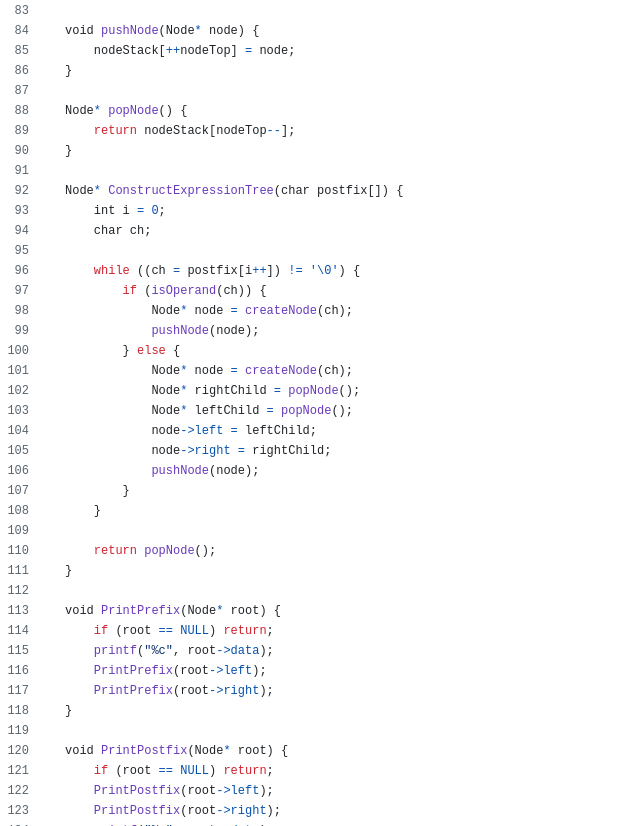 83
84 void pushNode(Node* node) {
85 nodeStack[++nodeTop] = node;
86 }
87
88 Node* popNode() {
89 return nodeStack[nodeTop--];
90 }
91
92 Node* ConstructExpressionTree(char postfix[]) {
93 int i = 0;
94 char ch;
95
96 while ((ch = postfix[i++]) != '\0') {
97 if (isOperand(ch)) {
98 Node* node = createNode(ch);
99 pushNode(node);
100 } else {
101 Node* node = createNode(ch);
102 Node* rightChild = popNode();
103 Node* leftChild = popNode();
104 node->left = leftChild;
105 node->right = rightChild;
106 pushNode(node);
107 }
108 }
109
110 return popNode();
111 }
112
113 void PrintPrefix(Node* root) {
114 if (root == NULL) return;
115 printf("%c", root->data);
116 PrintPrefix(root->left);
117 PrintPrefix(root->right);
118 }
119
120 void PrintPostfix(Node* root) {
121 if (root == NULL) return;
122 PrintPostfix(root->left);
123 PrintPostfix(root->right);